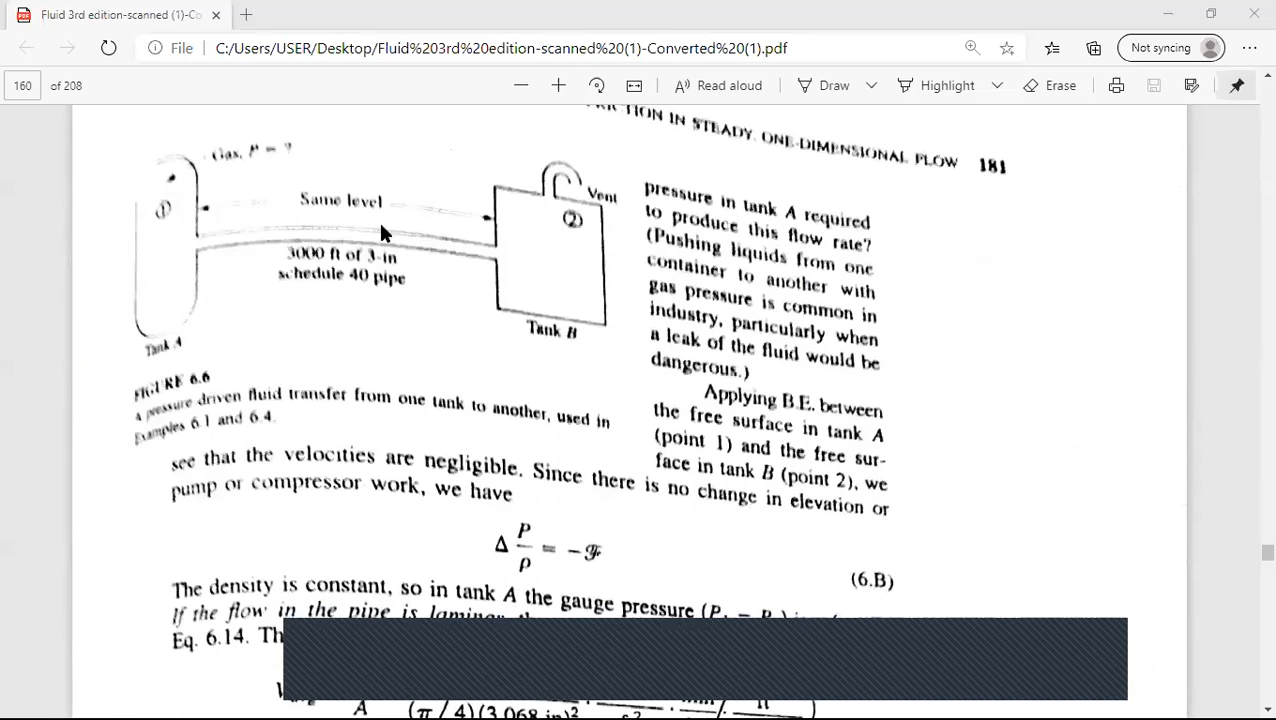 Fluid 3rd edition-scanned (1)-Co
File C:/Users/USER/Desktop/Fluid%203rd%20edition-scanned%20(1)-Converted%20(1).pdf
Not syncing
160 of 208
Read aloud
Draw
Highlight
Erase
FRICTION IN STEADY, ONE-DIMENSIONAL FLOW 181
Gas, P = ?
①
Same level
3000 ft of 3-in
schedule 40 pipe
Tank A
Vent
②
Tank B
FIGURE 6.6
A pressure driven fluid transfer from one tank to another, used in
Examples 6.1 and 6.4.
pressure in tank A required
to produce this flow rate?
(Pushing liquids from one
container to another with
gas pressure is common in
industry, particularly when
a leak of the fluid would be
dangerous.)
Applying B.E. between
the free surface in tank A
(point 1) and the free sur-
face in tank B (point 2), we
see that the velocities are negligible. Since there is no change in elevation or
pump or compressor work, we have
Δ P/ρ = −ℱ (6.B)
The density is constant, so in tank A the gauge pressure (P
If the flow in the pipe is laminar
Eq. 6.14.
A (π / 4)(3.068 in)²